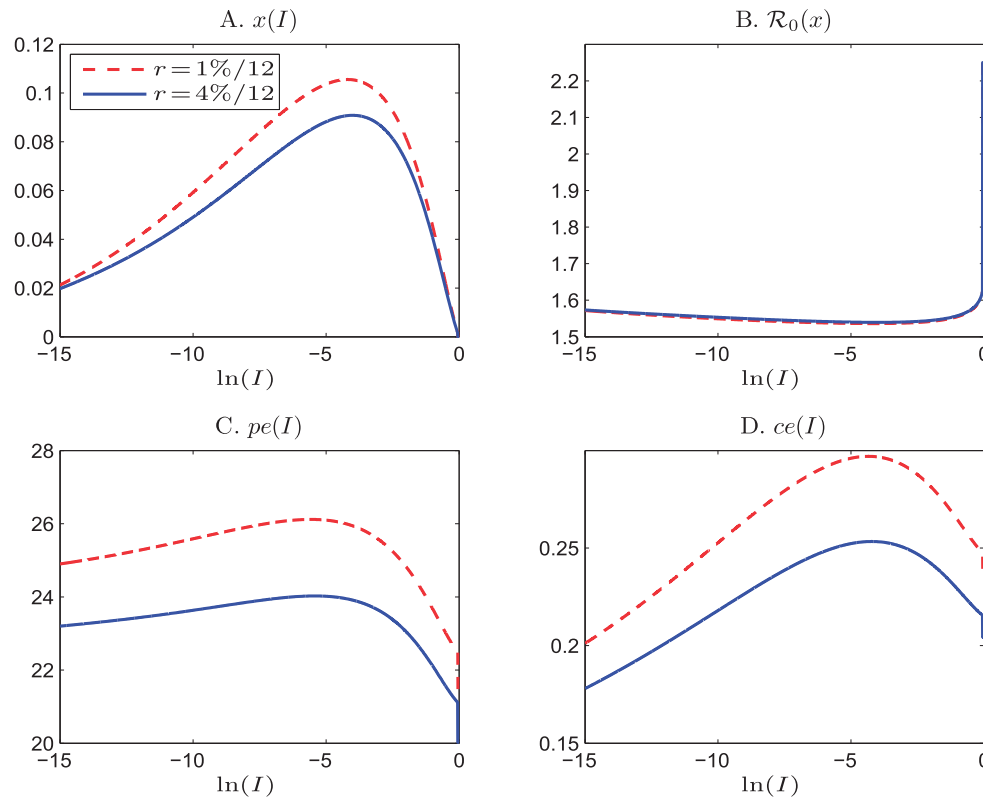 A. x(I)
0.12
0.1
0.08
0.06
0.04
0.02
0
r = 1%/12
r = 4%/12
−15 −10 −5 0
ln(I)
B. ℛ₀(x)
2.2
2.1
2
1.9
1.8
1.7
1.6
1.5
−15 −10 −5 0
ln(I)
C. pe(I)
28
26
24
22
20
−15 −10 −5 0
ln(I)
D. ce(I)
0.25
0.2
0.15
−15 −10 −5 0
ln(I)